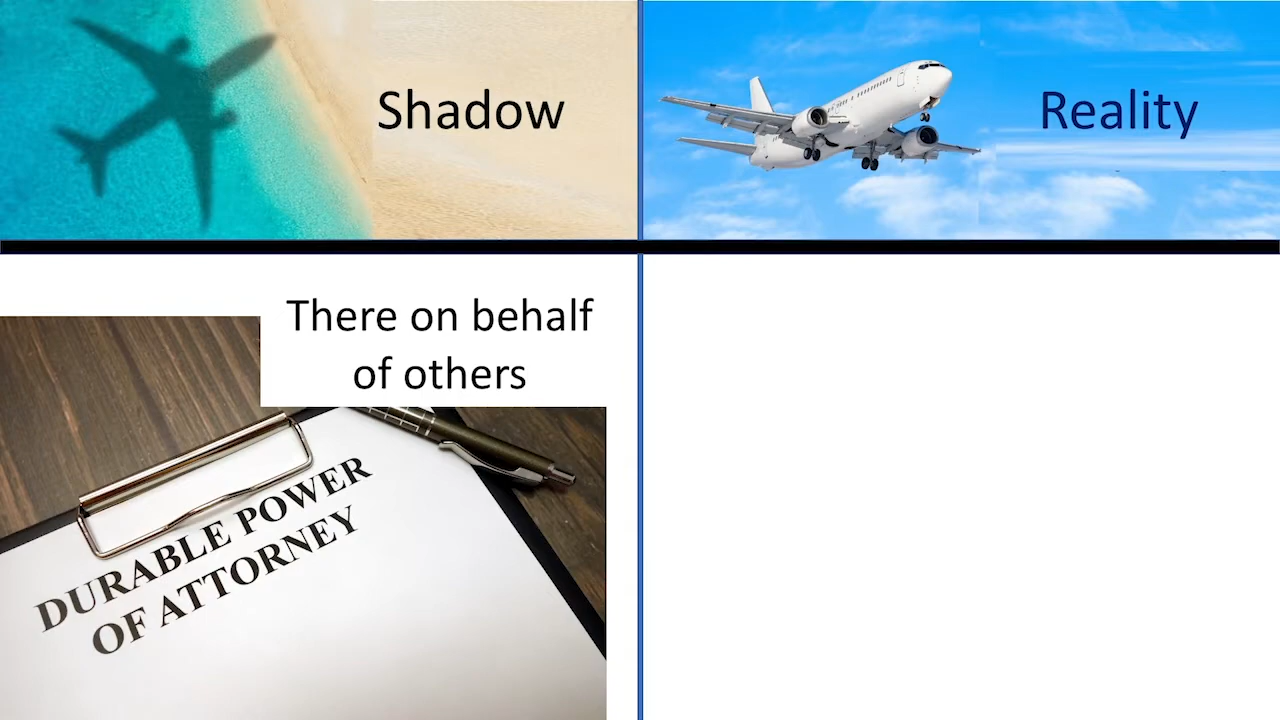 Shadow
Reality
There on behalf
of others
DURABLE POWER
OF ATTORNEY